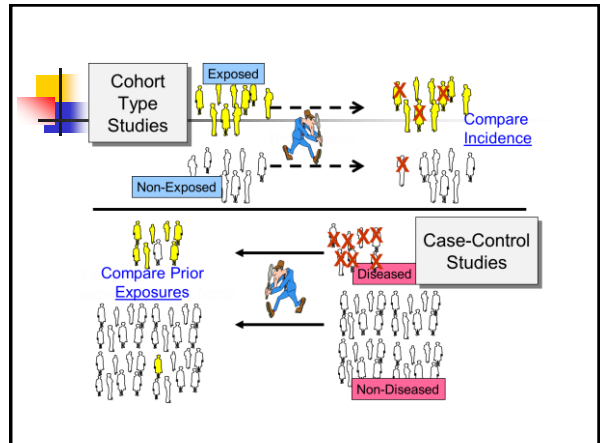 Cohort
Type
Studies
Exposed
Non-Exposed
Compare
Incidence
Case-Control
Studies
Diseased
Compare Prior
Exposures
Non-Diseased